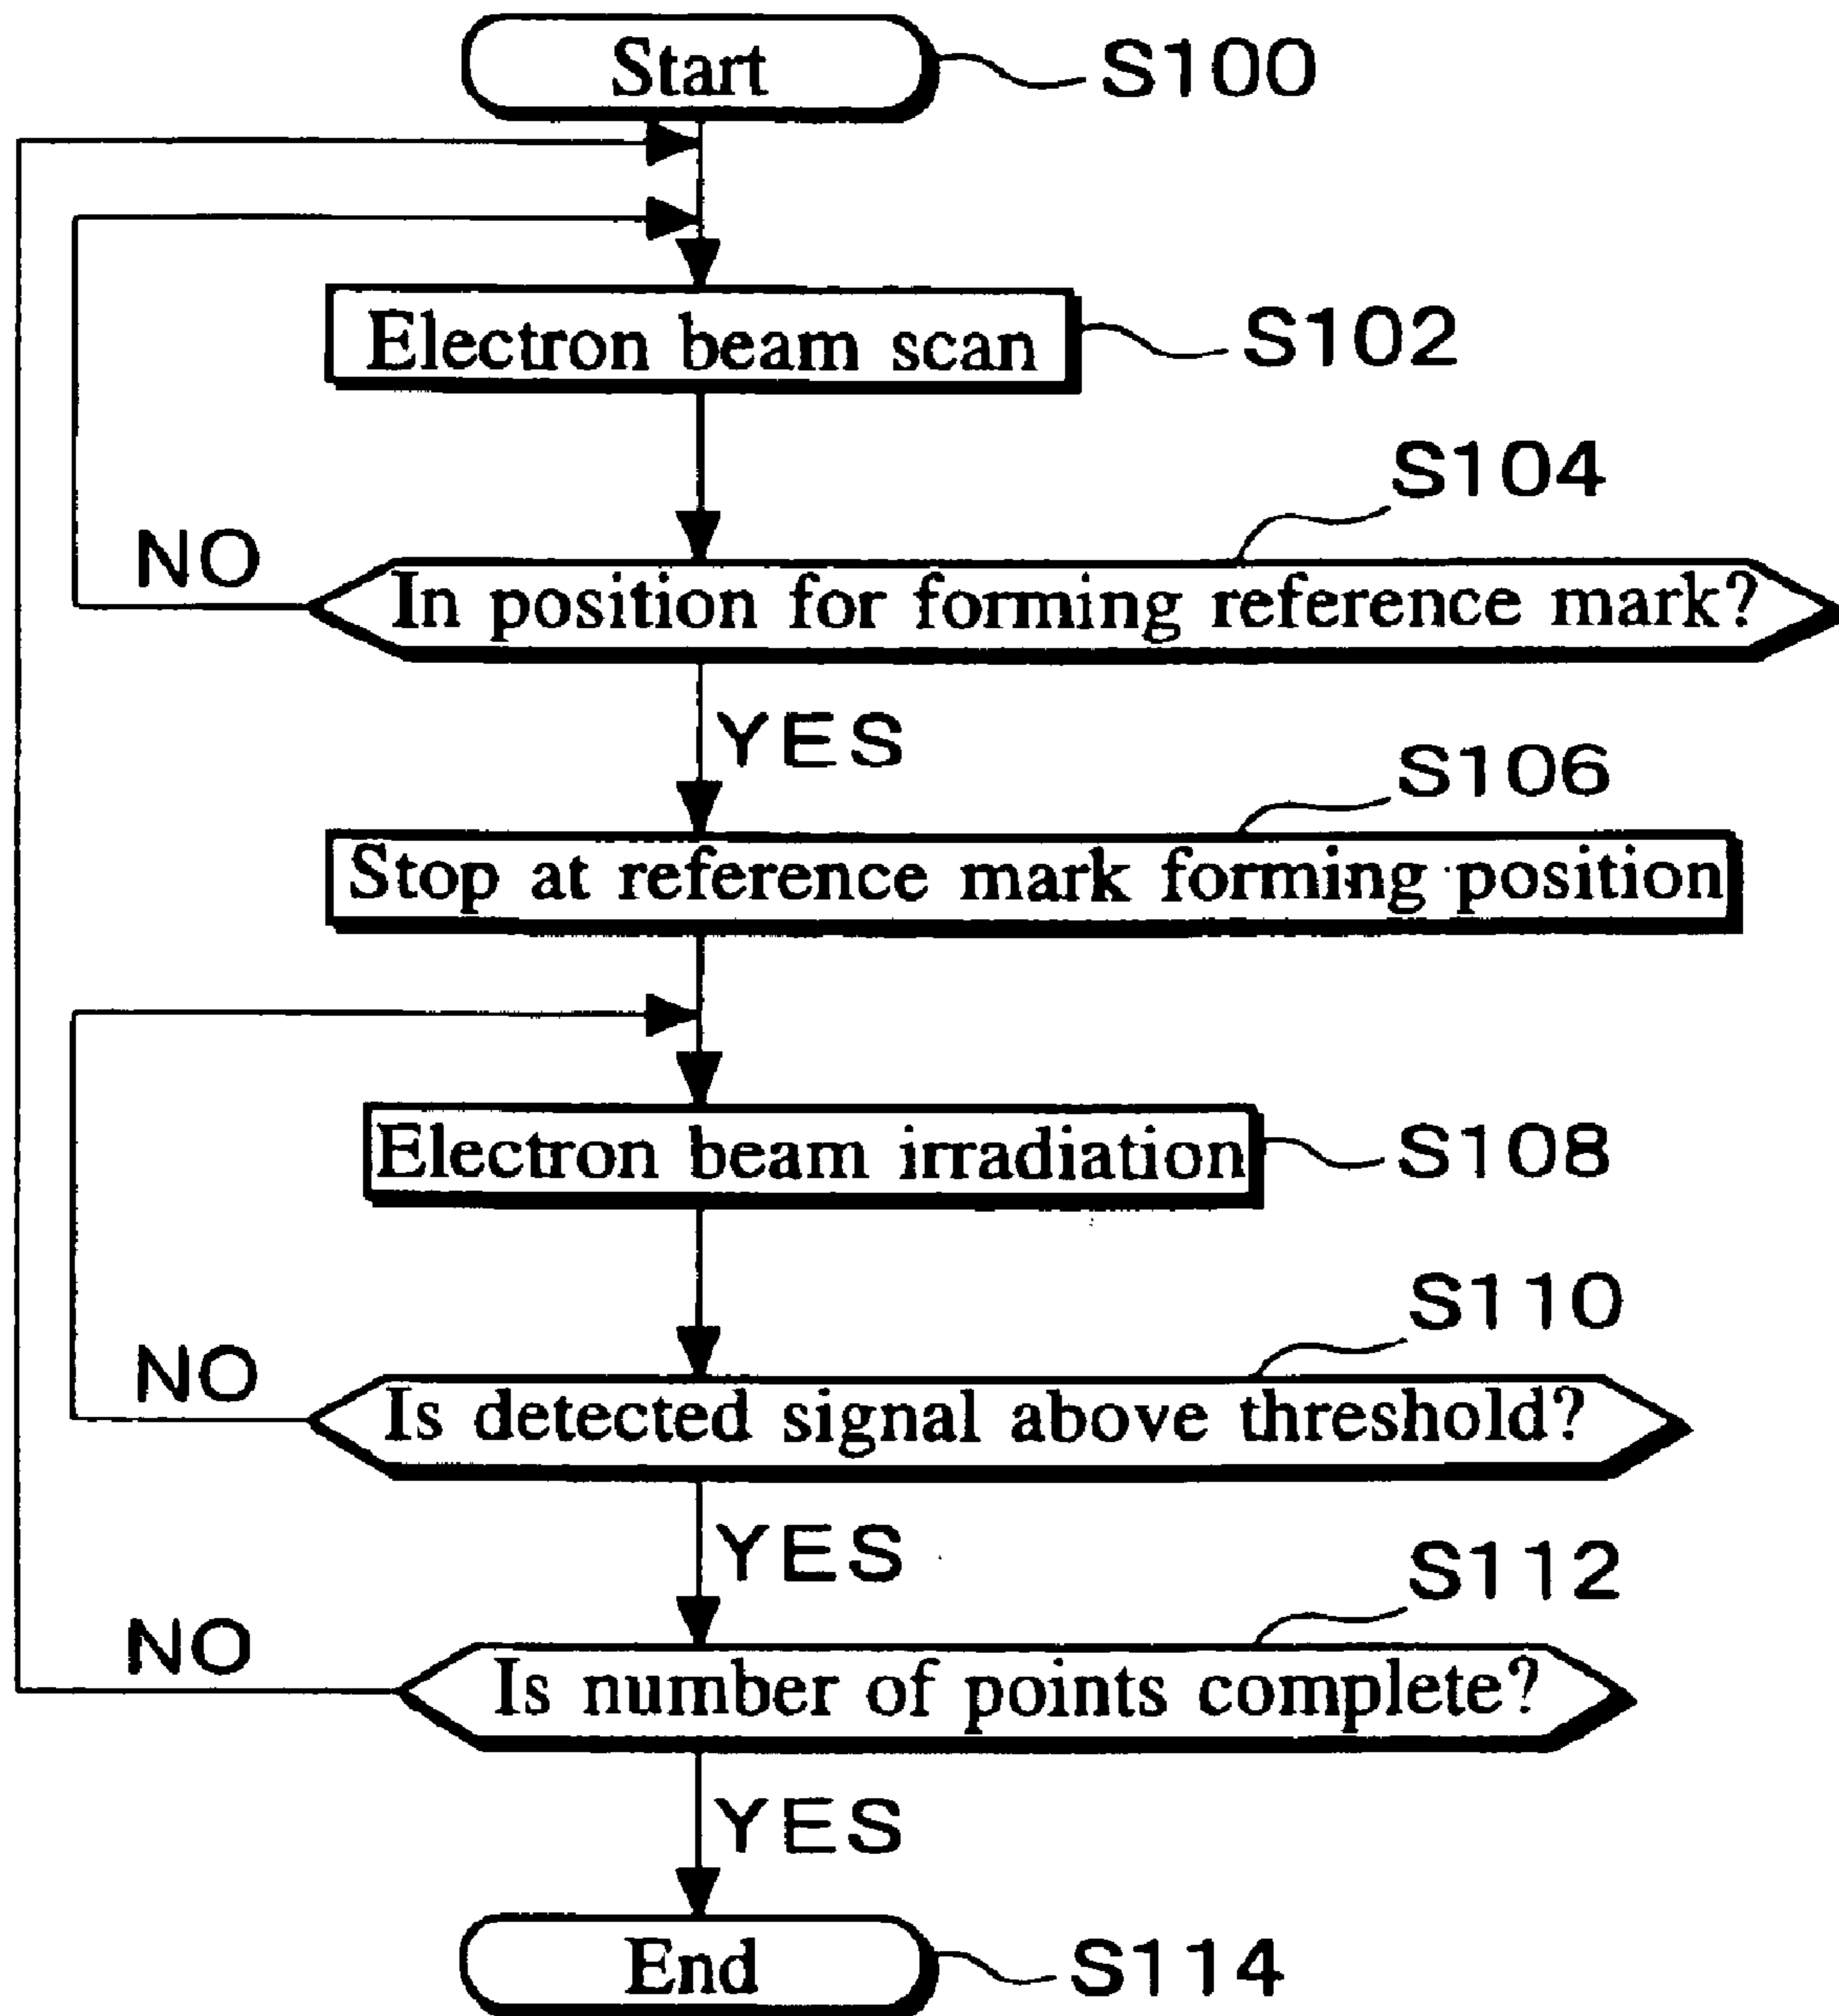 Start
S100
Electron beam scan
S102
S104
NO
In position for forming reference mark?
YES
S106
Stop at reference mark forming position
Electron beam irradiation
S108
S110
NO
Is detected signal above threshold?
YES
S112
NO
Is number of points complete?
YES
End
S114